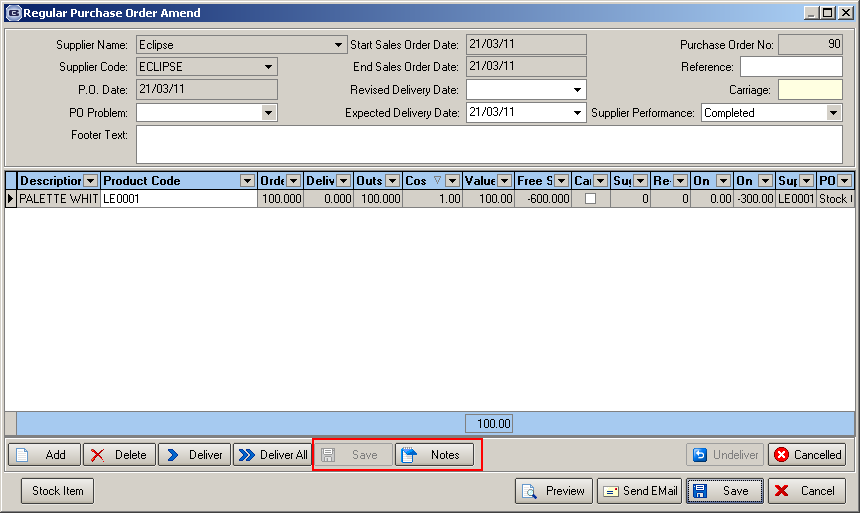 Regular Purchase Order Amend
Supplier Name: Eclipse Start Sales Order Date: 21/03/11 Purchase Order No: 90
Supplier Code: ECLIPSE End Sales Order Date: 21/03/11 Reference:
P.O. Date: 21/03/11 Revised Delivery Date: Carriage:
PO Problem: Expected Delivery Date: 21/03/11 Supplier Performance: Completed
Footer Text:
Description Product Code Orde Deliv Outs Cos Value Free S Car Sug Re- On On Sup PO
PALETTE WHIT LE0001 100.000 0.000 100.000 1.00 100.00 -600.000 0 0 0.00 -300.00 LE0001 Stock
100.00
Add Delete Deliver Deliver All Save Notes Undeliver Cancelled
Stock Item Preview Send EMail Save Cancel